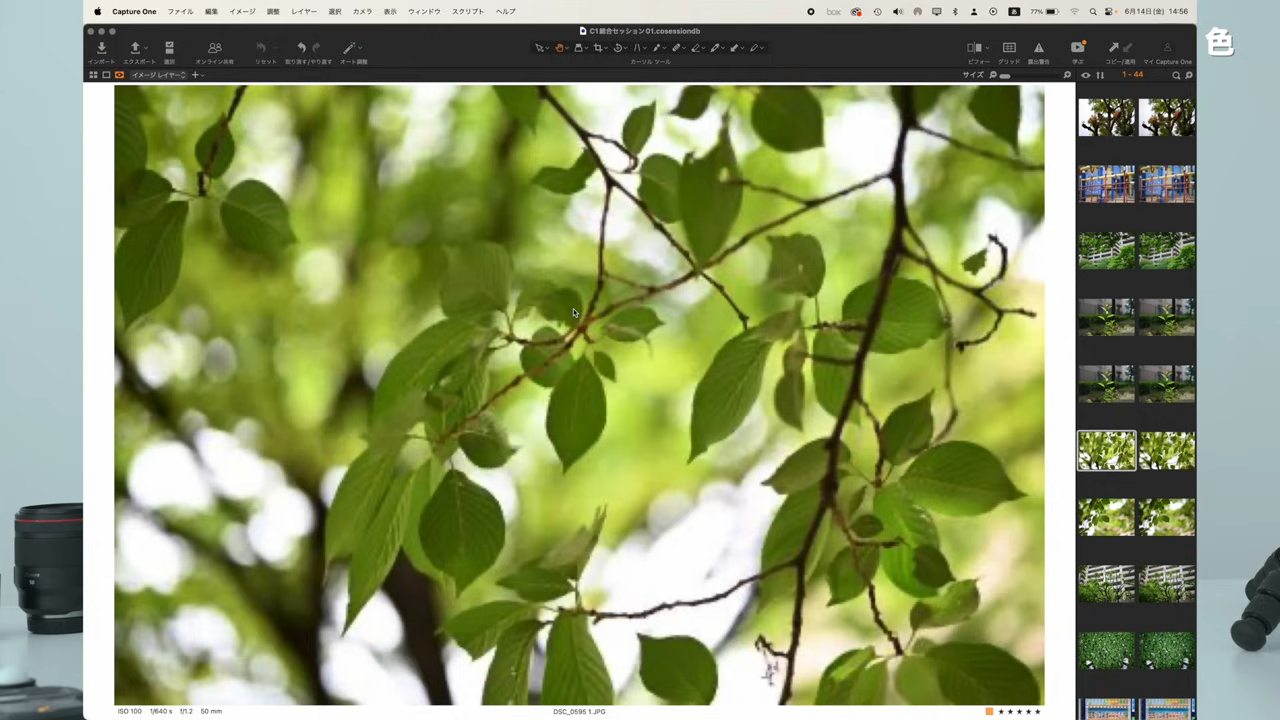 Capture One ファイル 編集 イメージ 調整 レイヤー 選択 カメラ 表示 ウィンドウ スクリプト ヘルプ
box 77% あ 6月14日(金) 14:56
色
C1総合セッション01.cosessiondb
インポート エクスポート 選別 オンライン共有 リセット 取り消す/やり直す オート調整 カーソル ツール ビフォー グリッド 露出警告 学ぶ コピー/適用 マイ Capture One
イメージ レイヤー サイズ 1 - 44
ISO 100 1/640 s f/1.2 50 mm DSC_0595 1.JPG